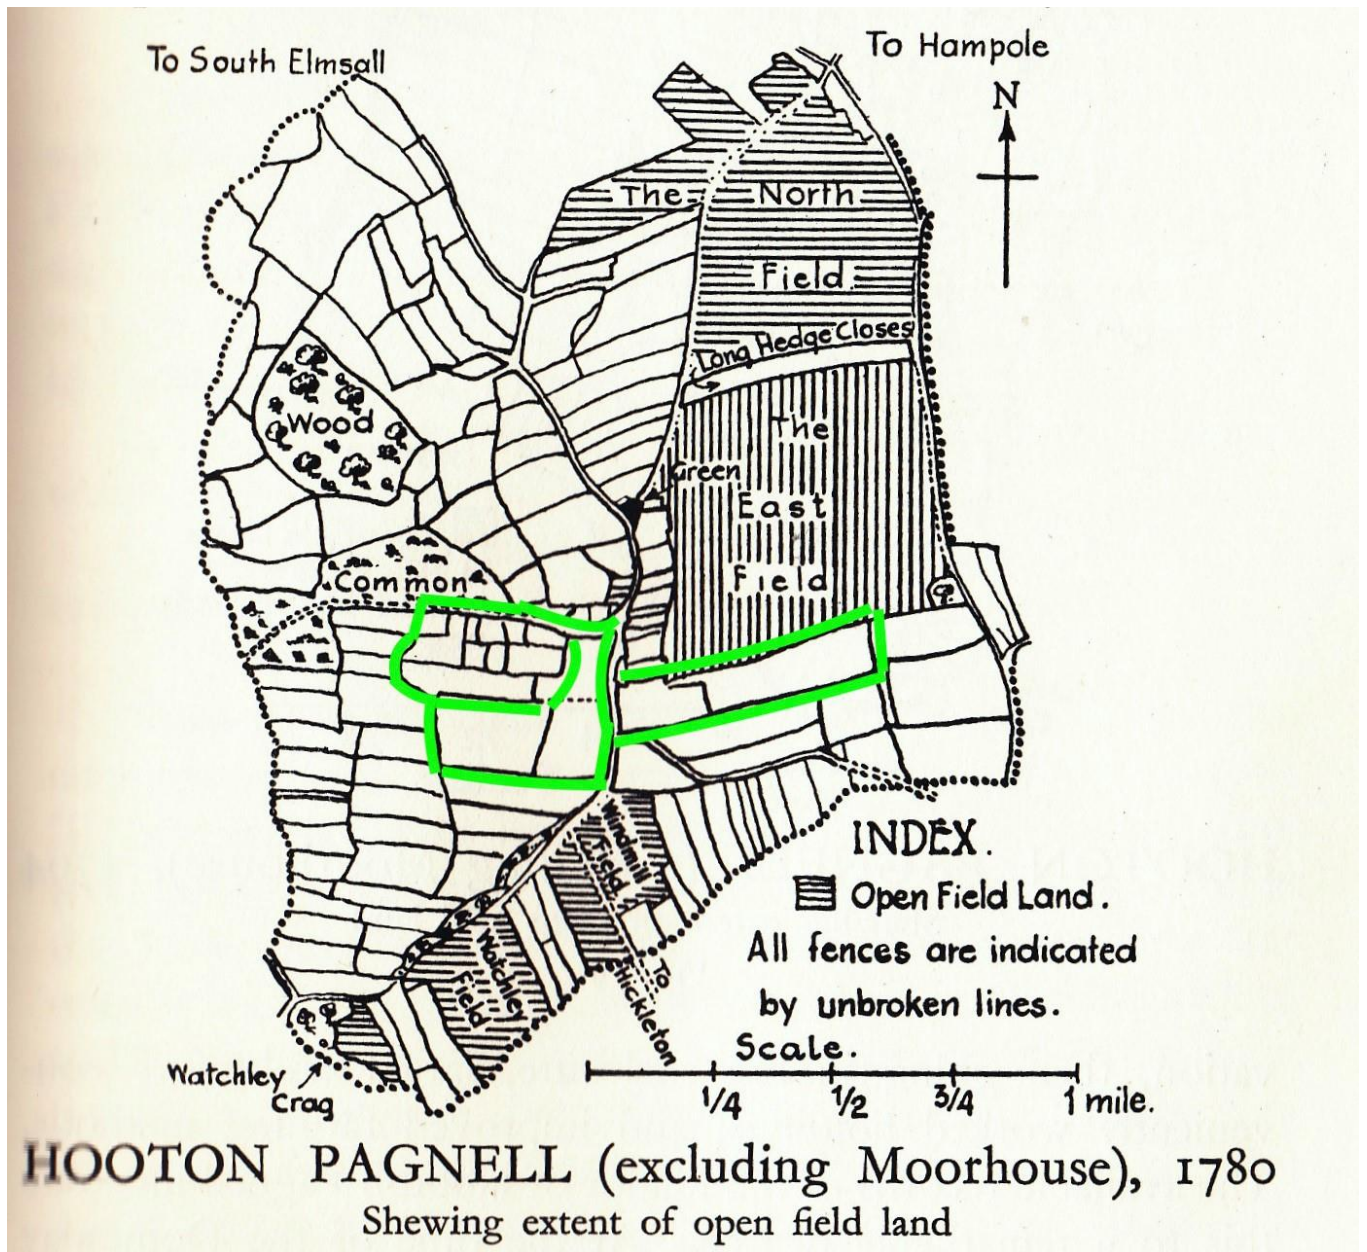 To South Elmsall
To Hampole
N
The North
Field
Long Hedge Closes
Wood
The
Green
East
Common
Field
INDEX.
Open Field Land.
All fences are indicated
by unbroken lines.
Windmill
Field
Watchley
Field
To
Hickleton
Scale.
Watchley
Crag
1/4 1/2 3/4 1 mile.
HOOTON PAGNELL (excluding Moorhouse), 1780
Shewing extent of open field land